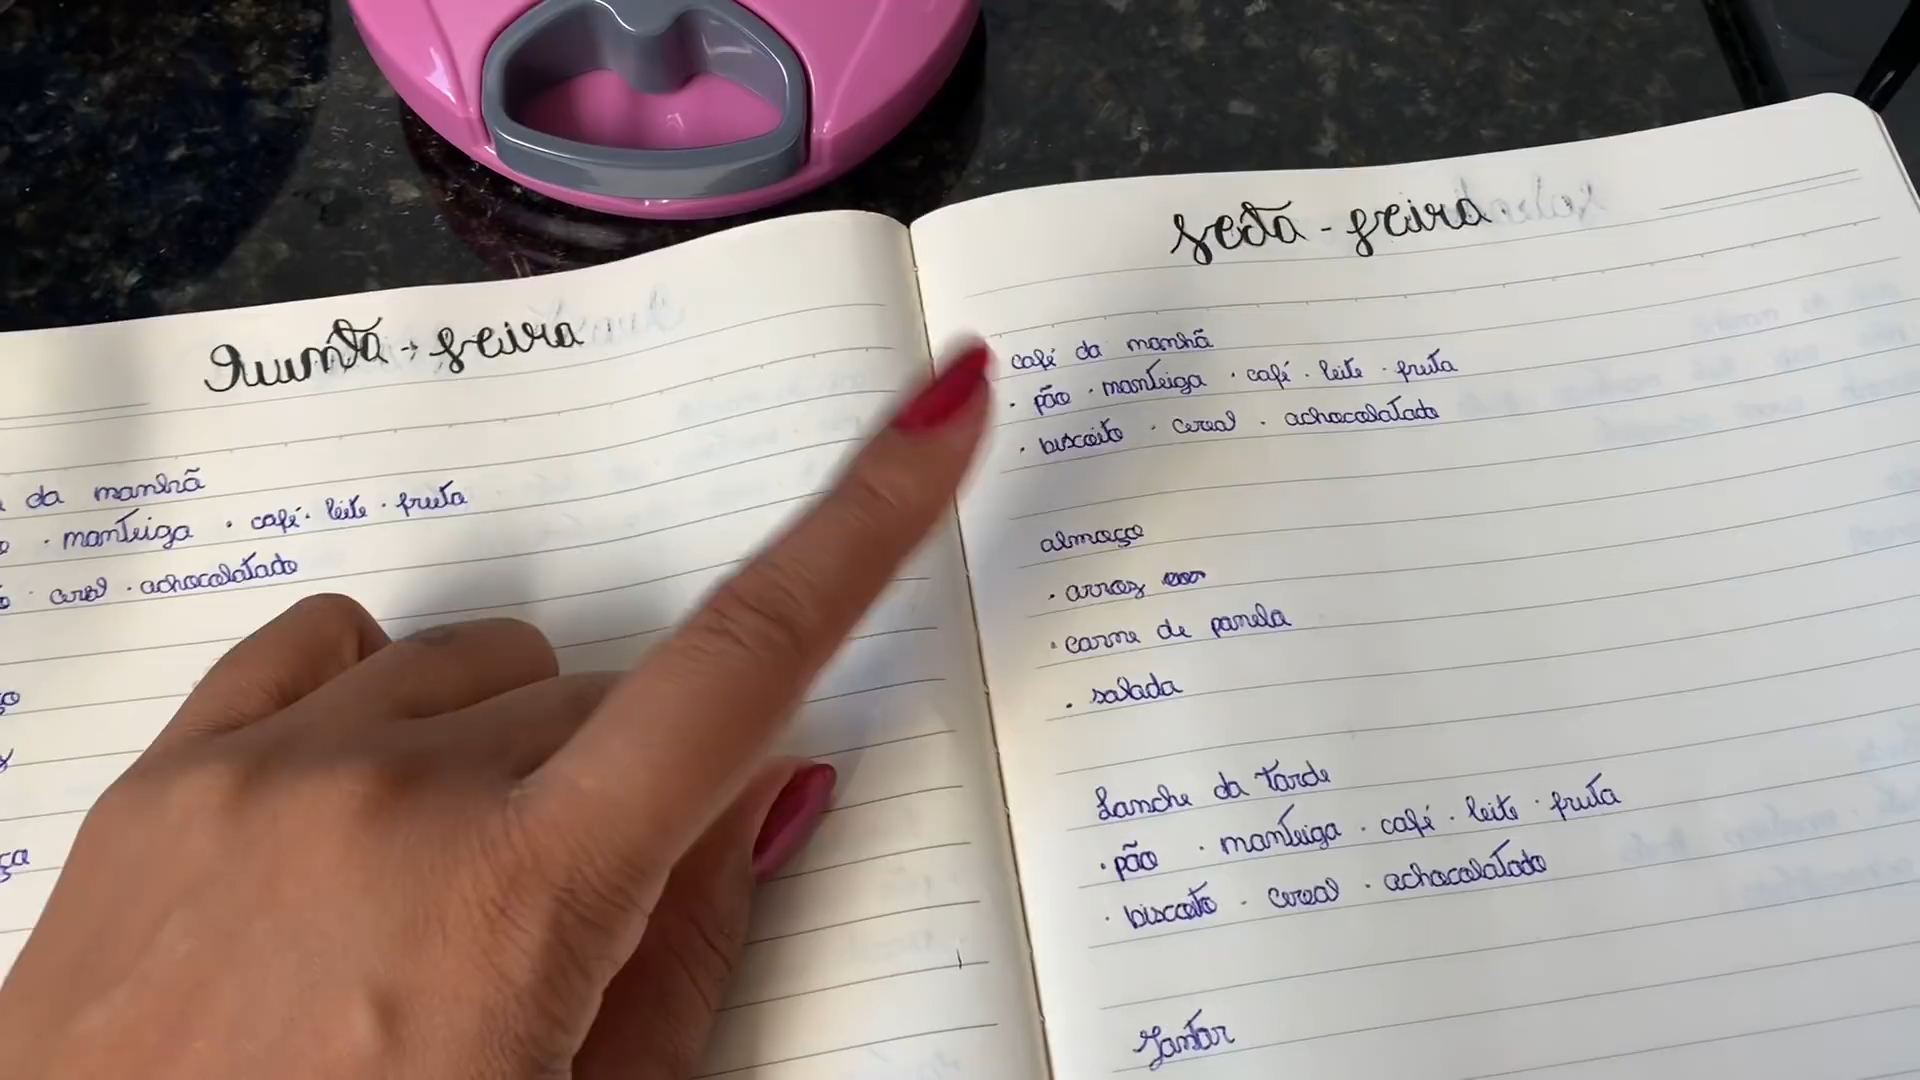 Quinta - feira
da manhã
· manteiga · café · leite · fruta
· cereal · achocolatado
ço
ça
sexta - feira
café da manhã
· pão · manteiga · café · leite · fruta
· biscoito · cereal · achocolatado
almoço
· arroz
· carne de panela
· salada
Lanche da tarde
· pão · manteiga · café · leite · fruta
· biscoito · cereal · achocolatado
Jantar